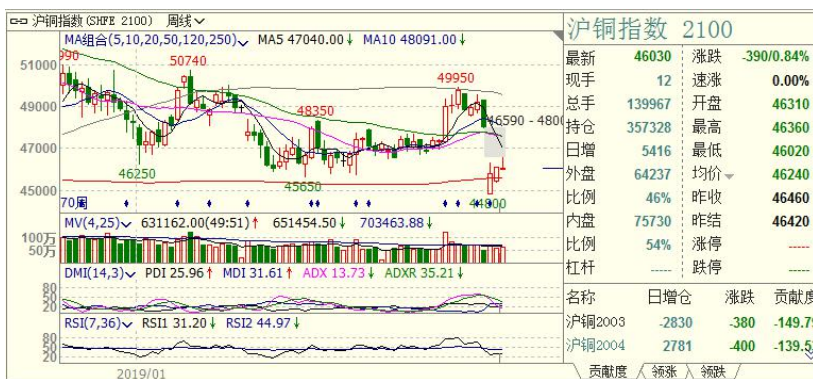 沪铜指数(SHFE 2100) 周线
MA组合(5,10,20,50,120,250) MA5 47040.00↓ MA10 48091.00↓
990
51000
50740
49950
49000
48350
46590 - 4800
47000
46250
45650
45000
44800
70周
MV(4,25) 631162.00(49:51)↑ 651454.50↓ 703463.88↓
100万
50万
DMI(14,3) PDI 25.96↑ MDI 31.61↑ ADX 13.73↓ ADXR 35.21↓
80
50
20
RSI(7,36) RSI1 31.20↓ RSI2 44.97↓
80
50
20
2019/01
沪铜指数 2100
最新 46030 涨跌 -390/0.84%
现手 12 速涨 0.00%
总手 139967 开盘 46310
持仓 357328 最高 46360
日增 5416 最低 46020
外盘 64237 均价 46240
比例 46% 昨收 46460
内盘 75730 昨结 46420
比例 54% 涨停 -----
杠杆 ----- 跌停 -----
名称 日增仓 涨跌 贡献度
沪铜2003 -2830 -380 -149.7
沪铜2004 2781 -400 -139.5
贡献度 领涨 领跌